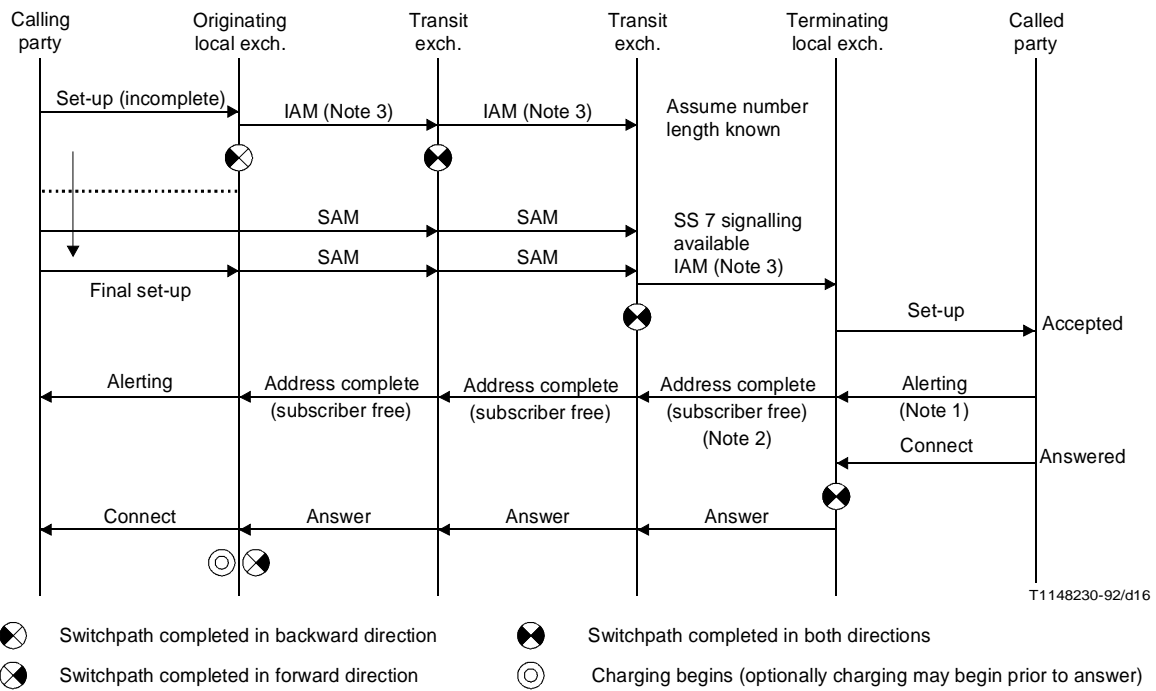 Calling
party
Originating
local exch.
Transit
exch.
Transit
exch.
Terminating
local exch.
Called
party
Set-up (incomplete)
IAM (Note 3)
IAM (Note 3)
Assume number
length known
SAM
SAM
SS 7 signalling
available
IAM (Note 3)
SAM
SAM
Final set-up
Set-up
Accepted
Alerting
Address complete
(subscriber free)
Address complete
(subscriber free)
Address complete
(subscriber free)
(Note 2)
Alerting
(Note 1)
Connect
Answered
Connect
Answer
Answer
Answer
T1148230-92/d16
Switchpath completed in backward direction
Switchpath completed in both directions
Switchpath completed in forward direction
Charging begins (optionally charging may begin prior to answer)